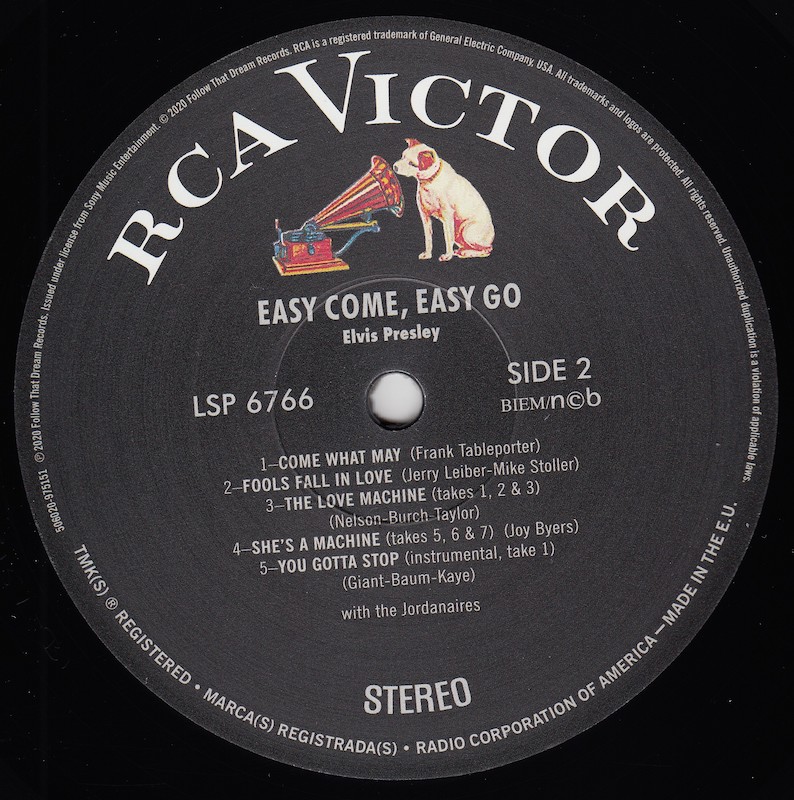 506020-975151 ℗ 2020 Follow That Dream Records. Issued under license from Sony Music Entertainment. © 2020 Follow That Dream Records. RCA is a registered trademark of General Electric Company, USA. All trademarks and logos are protected. All rights reserved. Unauthorized duplication is a violation of applicable laws.
RCA VICTOR
EASY COME, EASY GO
Elvis Presley
LSP 6766
SIDE 2
BIEM/n©b
1–COME WHAT MAY (Frank Tableporter)
2–FOOLS FALL IN LOVE (Jerry Leiber-Mike Stoller)
3–THE LOVE MACHINE (takes 1, 2 & 3)
(Nelson-Burch-Taylor)
4–SHE'S A MACHINE (takes 5, 6 & 7) (Joy Byers)
5–YOU GOTTA STOP (instrumental, take 1)
(Giant-Baum-Kaye)
with the Jordanaires
STEREO
TMK(S) ® REGISTERED • MARCA(S) REGISTRADA(S) • RADIO CORPORATION OF AMERICA — MADE IN THE E.U.